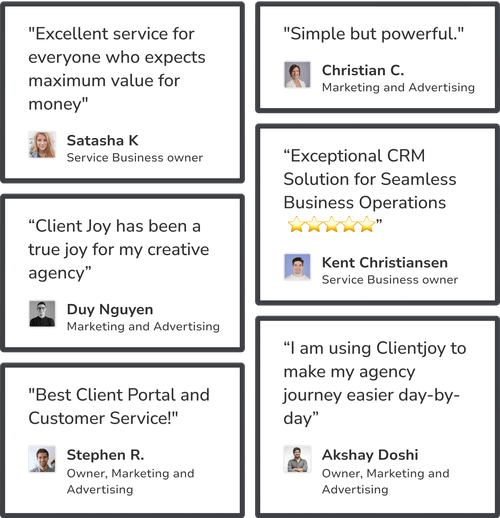 "Excellent service for
everyone who expects
maximum value for
money"
Satasha K
Service Business owner
“Client Joy has been a
true joy for my creative
agency”
Duy Nguyen
Marketing and Advertising
"Best Client Portal and
Customer Service!"
Stephen R.
Owner, Marketing and
Advertising
"Simple but powerful."
Christian C.
Marketing and Advertising
“Exceptional CRM
Solution for Seamless
Business Operations
⭐⭐⭐⭐⭐”
Kent Christiansen
Service Business owner
“I am using Clientjoy to
make my agency
journey easier day-by-
day”
Akshay Doshi
Owner, Marketing and
Advertising